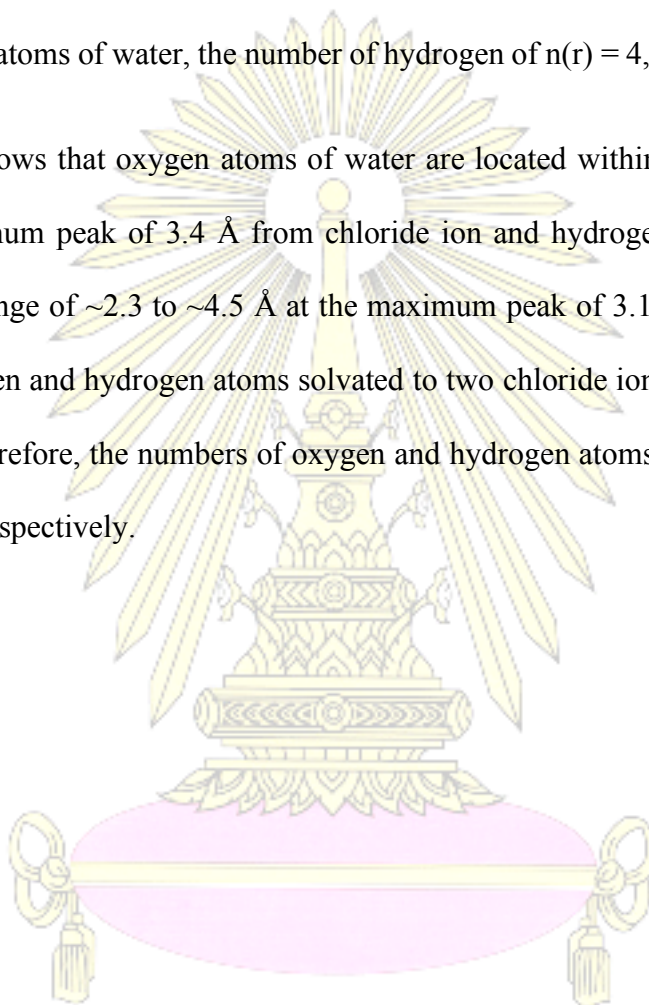 atoms of water, the number of hydrogen of n(r) = 4,
ows that oxygen atoms of water are located within
num peak of 3.4 Å from chloride ion and hydroge
nge of ~2.3 to ~4.5 Å at the maximum peak of 3.1
en and hydrogen atoms solvated to two chloride ion
refore, the numbers of oxygen and hydrogen atoms
spectively.